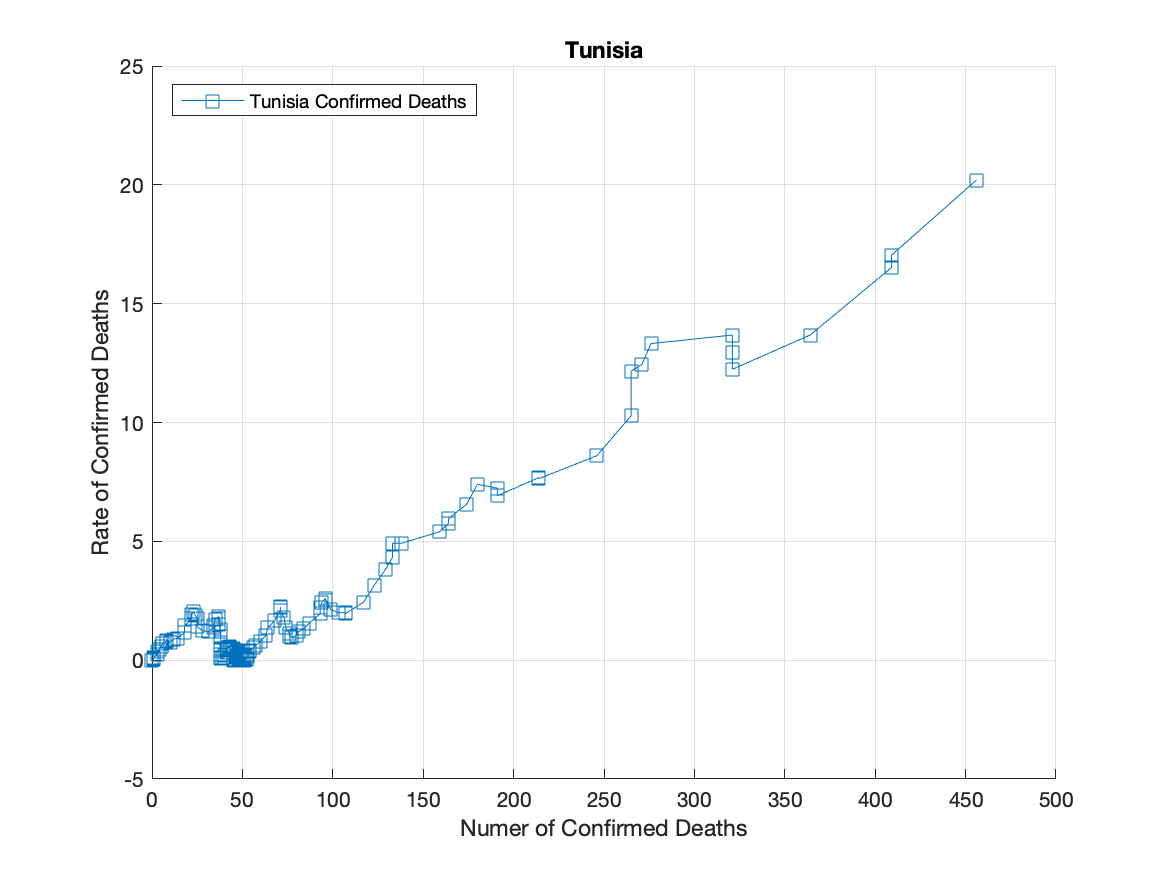 Tunisia
25
Tunisia Confirmed Deaths
20
15
10
5
0
-5
Rate of Confirmed Deaths
0 50 100 150 200 250 300 350 400 450 500
Numer of Confirmed Deaths